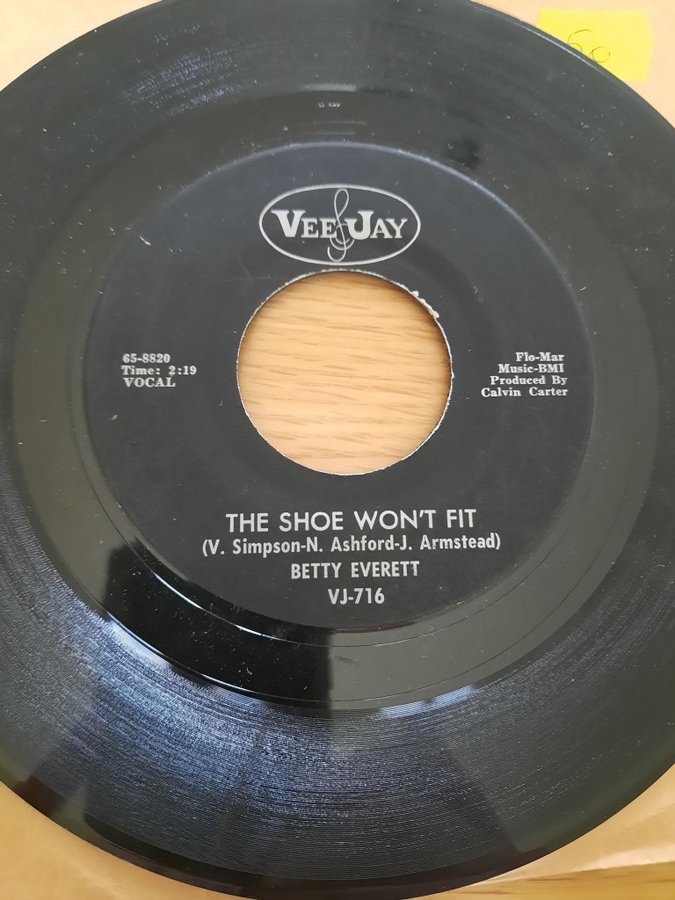 60
VEE JAY
65-8820
Time: 2:19
VOCAL
Flo-Mar
Music-BMI
Produced By
Calvin Carter
THE SHOE WON'T FIT
(V. Simpson-N. Ashford-J. Armstead)
BETTY EVERETT
VJ-716